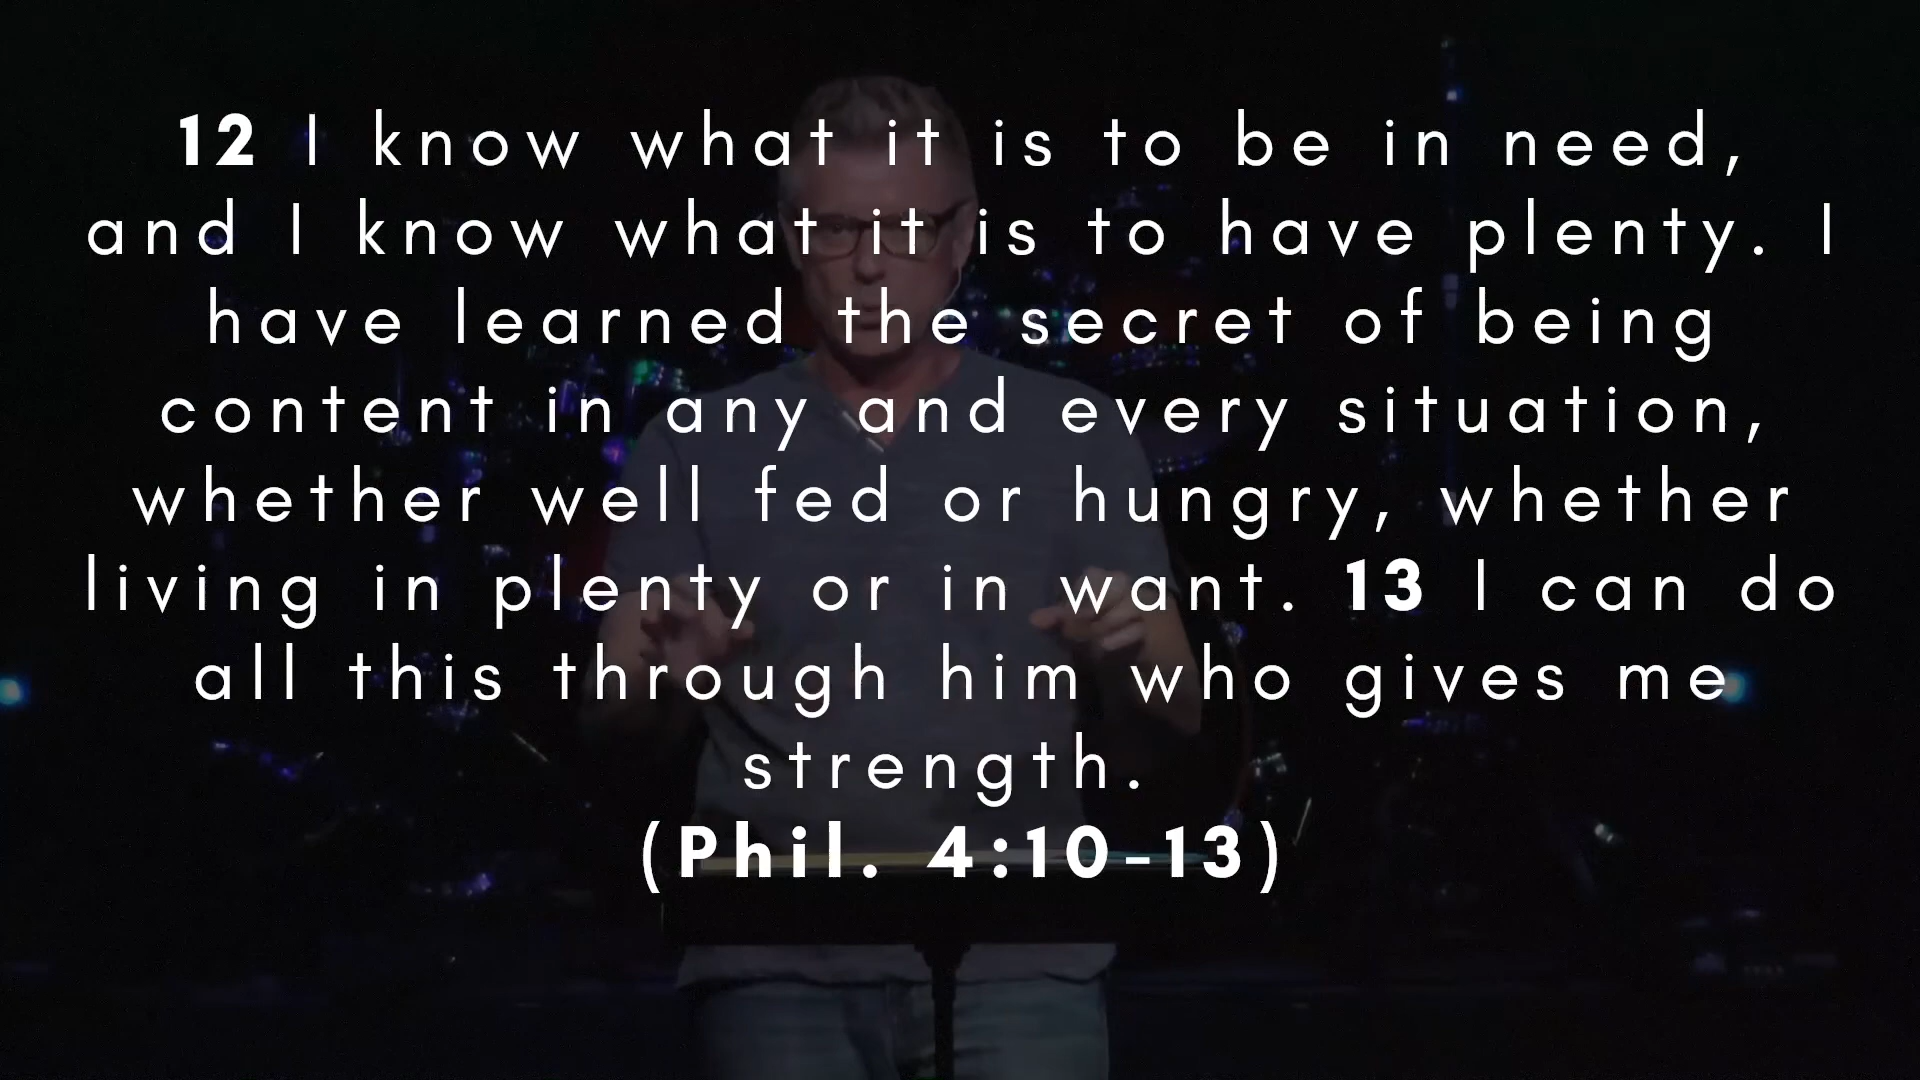 12 I know what it is to be in need,
and I know what it is to have plenty. I
have learned the secret of being
content in any and every situation,
whether well fed or hungry, whether
living in plenty or in want. 13 I can do
all this through him who gives me
strength.
(Phil. 4:10-13)